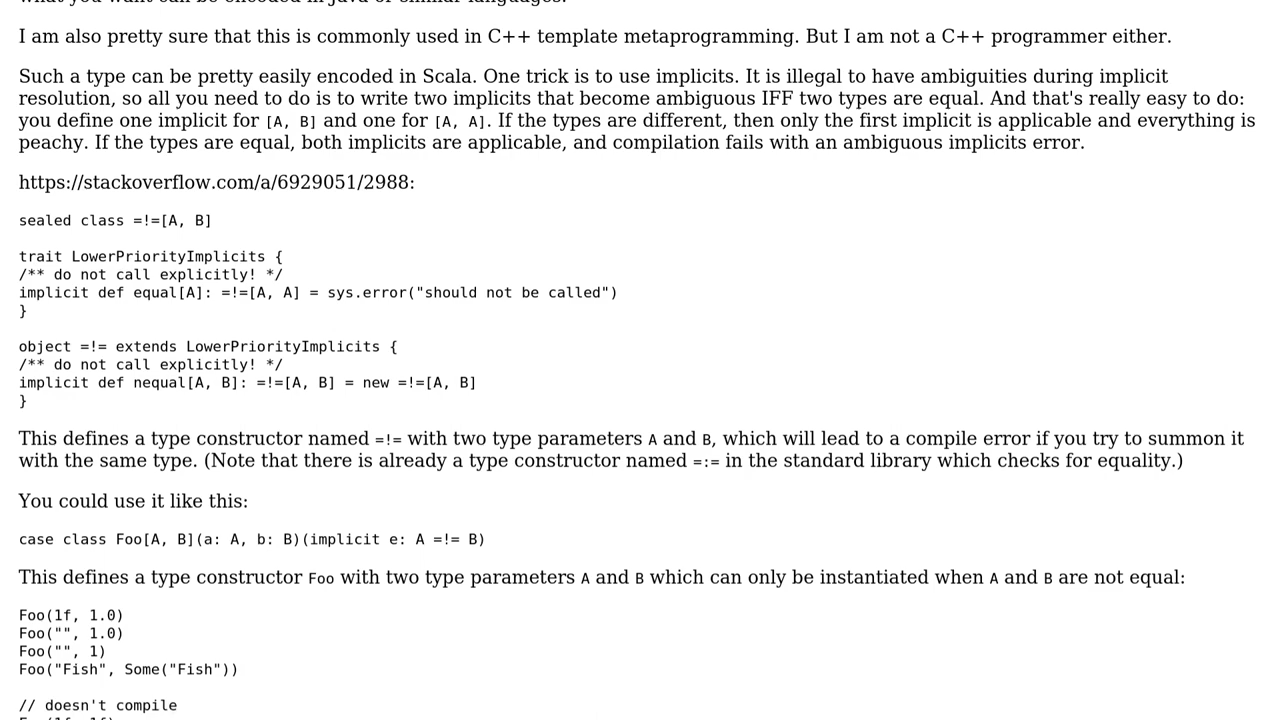 what you want can be encoded in Java or similar languages.
I am also pretty sure that this is commonly used in C++ template metaprogramming. But I am not a C++ programmer either.
Such a type can be pretty easily encoded in Scala. One trick is to use implicits. It is illegal to have ambiguities during implicit
resolution, so all you need to do is to write two implicits that become ambiguous IFF two types are equal. And that's really easy to do:
you define one implicit for [A, B] and one for [A, A]. If the types are different, then only the first implicit is applicable and everything is
peachy. If the types are equal, both implicits are applicable, and compilation fails with an ambiguous implicits error.
https://stackoverflow.com/a/6929051/2988:
sealed class =!=[A, B]
trait LowerPriorityImplicits {
/** do not call explicitly! */
implicit def equal[A]: =!=[A, A] = sys.error("should not be called")
}
object =!= extends LowerPriorityImplicits {
/** do not call explicitly! */
implicit def nequal[A, B]: =!=[A, B] = new =!=[A, B]
}
This defines a type constructor named =!= with two type parameters A and B, which will lead to a compile error if you try to summon it
with the same type. (Note that there is already a type constructor named =:= in the standard library which checks for equality.)
You could use it like this:
case class Foo[A, B](a: A, b: B)(implicit e: A =!= B)
This defines a type constructor Foo with two type parameters A and B which can only be instantiated when A and B are not equal:
Foo(1f, 1.0)
Foo("", 1.0)
Foo("", 1)
Foo("Fish", Some("Fish"))
// doesn't compile